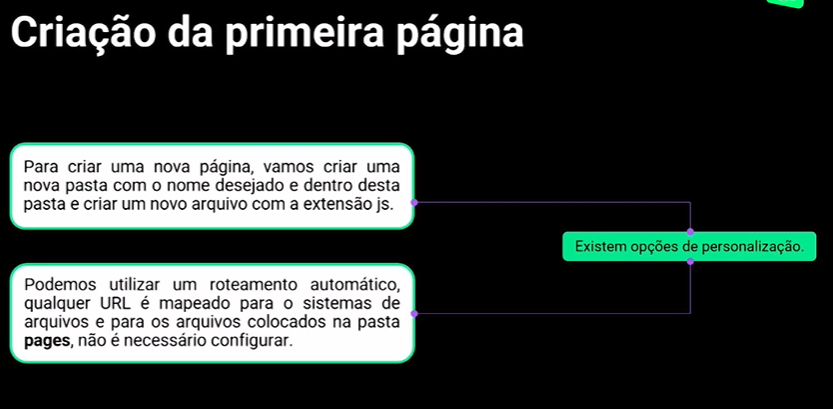 Criação da primeira página
Para criar uma nova página, vamos criar uma
nova pasta com o nome desejado e dentro desta
pasta e criar um novo arquivo com a extensão js.
Existem opções de personalização.
Podemos utilizar um roteamento automático,
qualquer URL é mapeado para o sistemas de
arquivos e para os arquivos colocados na pasta
pages, não é necessário configurar.